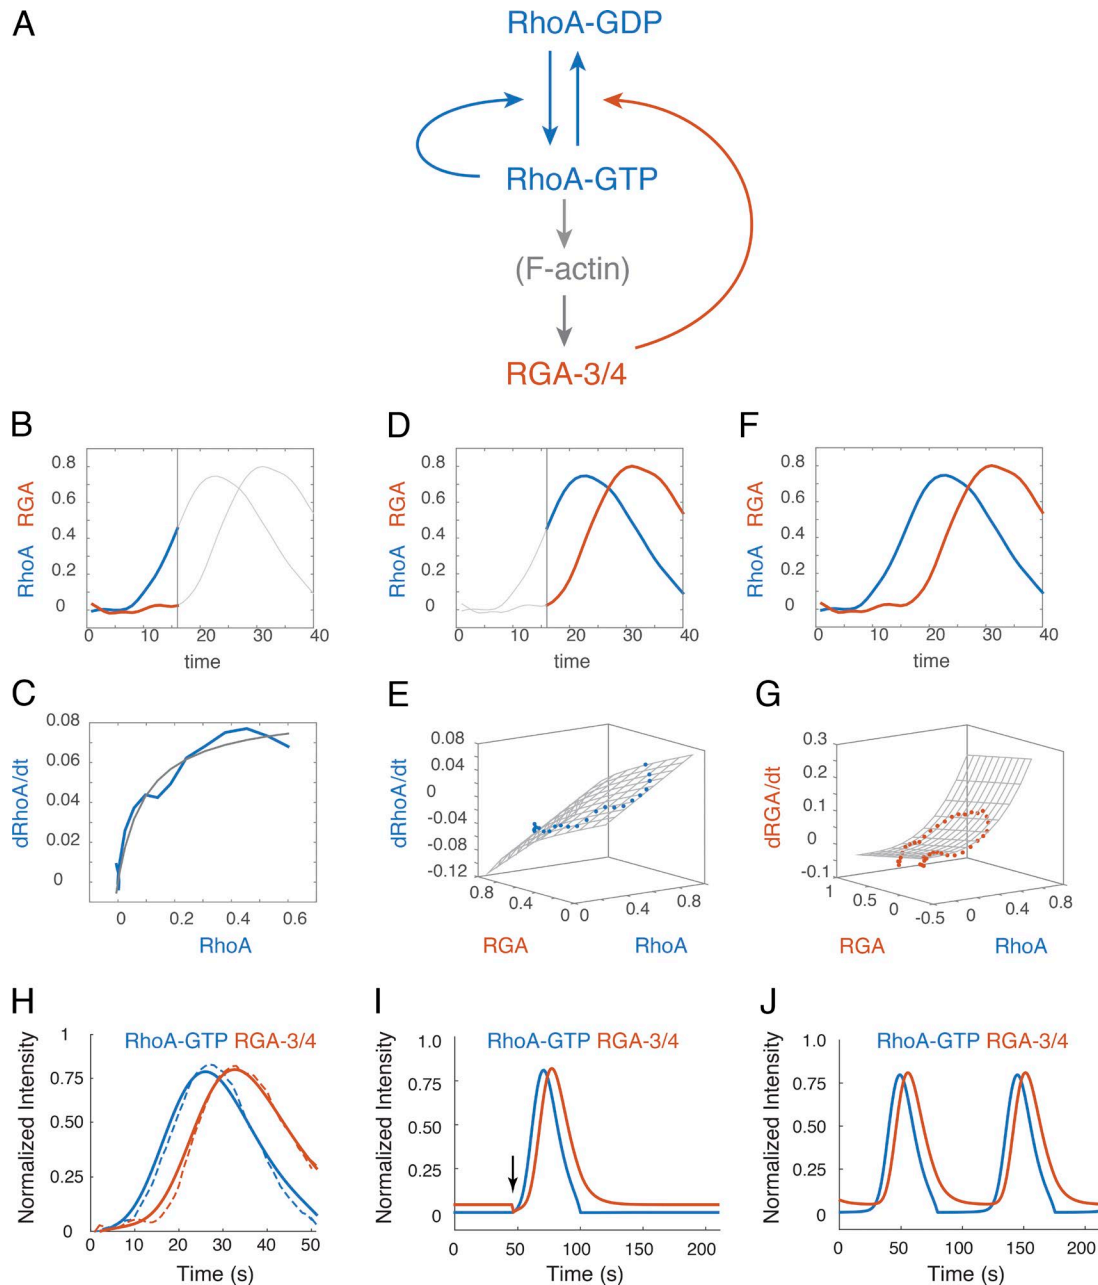 A
RhoA-GDP
RhoA-GTP
(F-actin)
RGA-3/4
B
RhoA RGA
0.8
0.4
0.2
0
0 10 20 30 40
time
D
RhoA RGA
0.8
0.4
0.2
0
0 10 20 30 40
time
F
RhoA RGA
0.8
0.4
0.2
0
0 10 20 30 40
time
C
dRhoA/dt
0.08
0.06
0.04
0.02
0
0 0.2 0.4 0.6
RhoA
E
dRhoA/dt
0.08
0.04
0
-0.04
-0.08
-0.12
0.8 0.4 0
0 0.4 0.8
RGA RhoA
G
dRGA/dt
0.3
0.2
0.1
0
-0.1
1 0.5 0 -0.5
0 0.4 0.8
RGA RhoA
H
Normalized Intensity
RhoA-GTP RGA-3/4
1
0.75
0.50
0.25
0
0 10 20 30 40 50
Time (s)
I
Normalized Intensity
RhoA-GTP RGA-3/4
1.0
0.75
0.50
0.25
0
0 50 100 150 200
Time (s)
J
Normalized Intensity
RhoA-GTP RGA-3/4
1.0
0.75
0.50
0.25
0
0 50 100 150 200
Time (s)